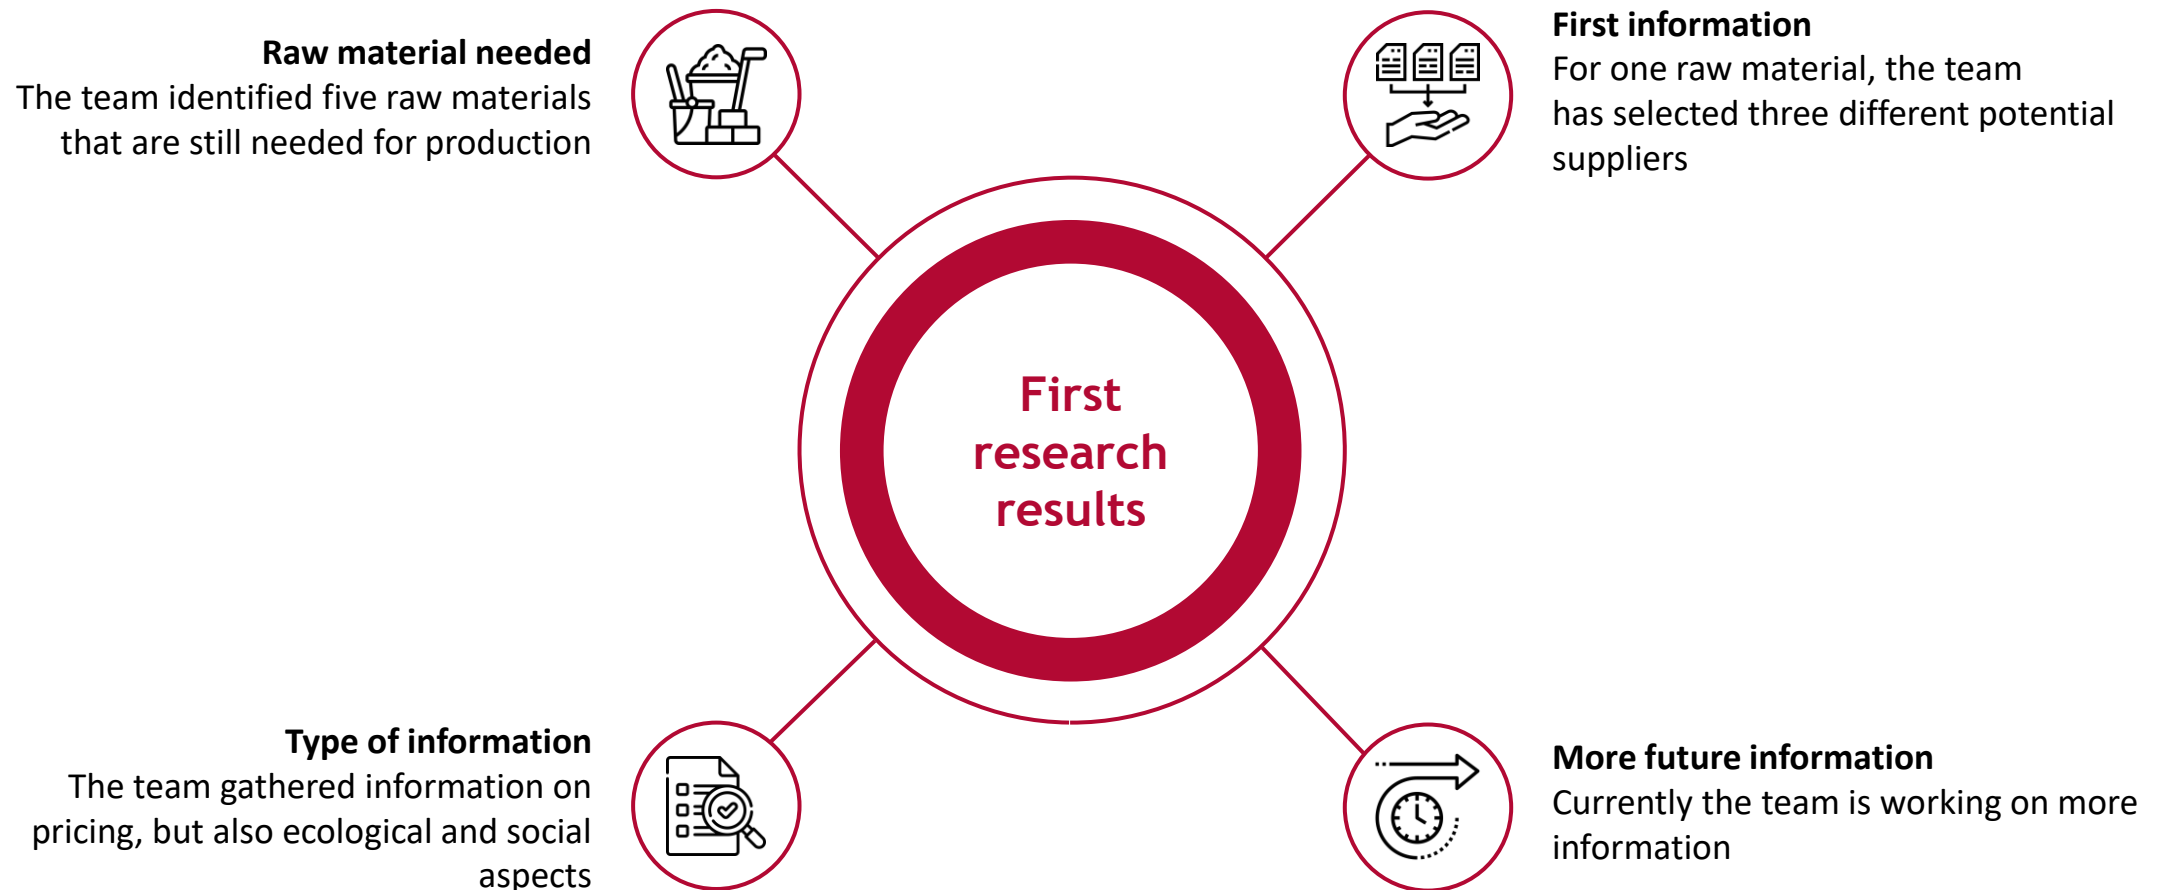 Raw material needed
The team identified five raw materials
that are still needed for production
First information
For one raw material, the team
has selected three different potential
suppliers
First
research
results
Type of information
The team gathered information on
pricing, but also ecological and social
aspects
More future information
Currently the team is working on more
information